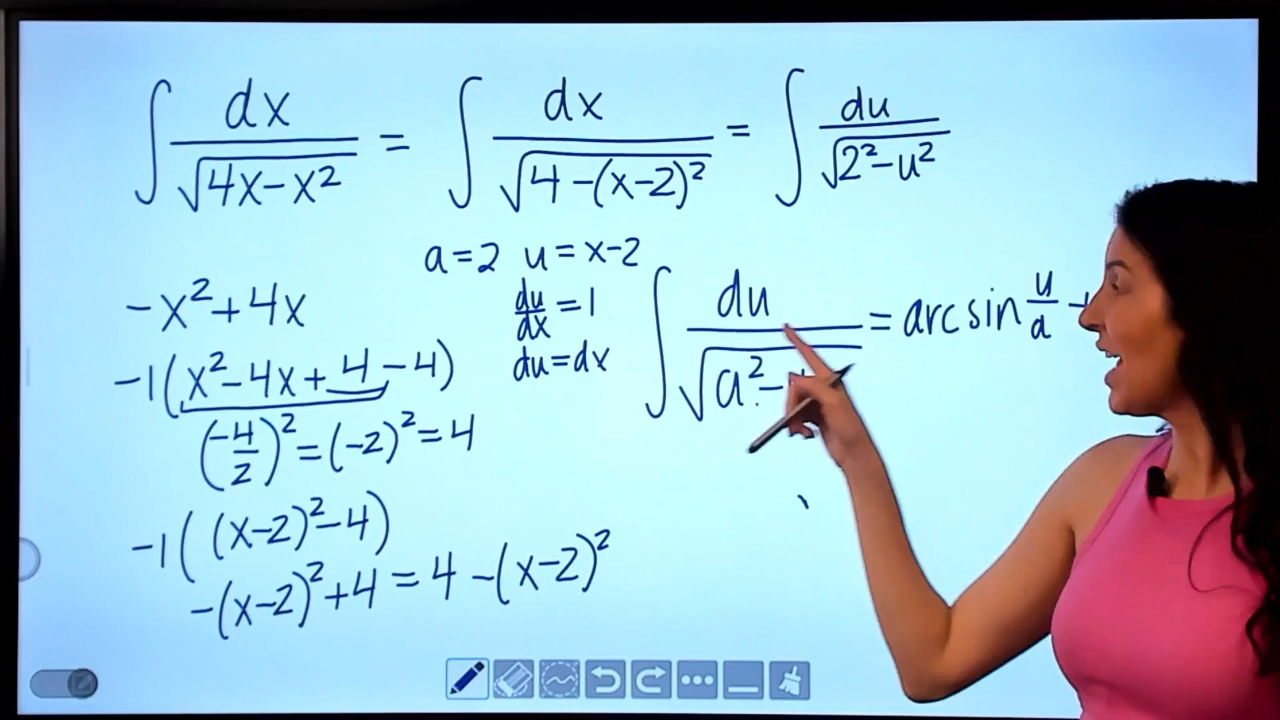 ∫ dx/√(4x-x²) = ∫ dx/√(4-(x-2)²) = ∫ du/√(2²-u²)
a=2 u=x-2
du/dx=1
du=dx
∫ du/√(a²- = arcsin u/a +
-x²+4x
-1(x²-4x+4-4)
(-4/2)²=(-2)²=4
-1((x-2)²-4)
-(x-2)²+4=4-(x-2)²